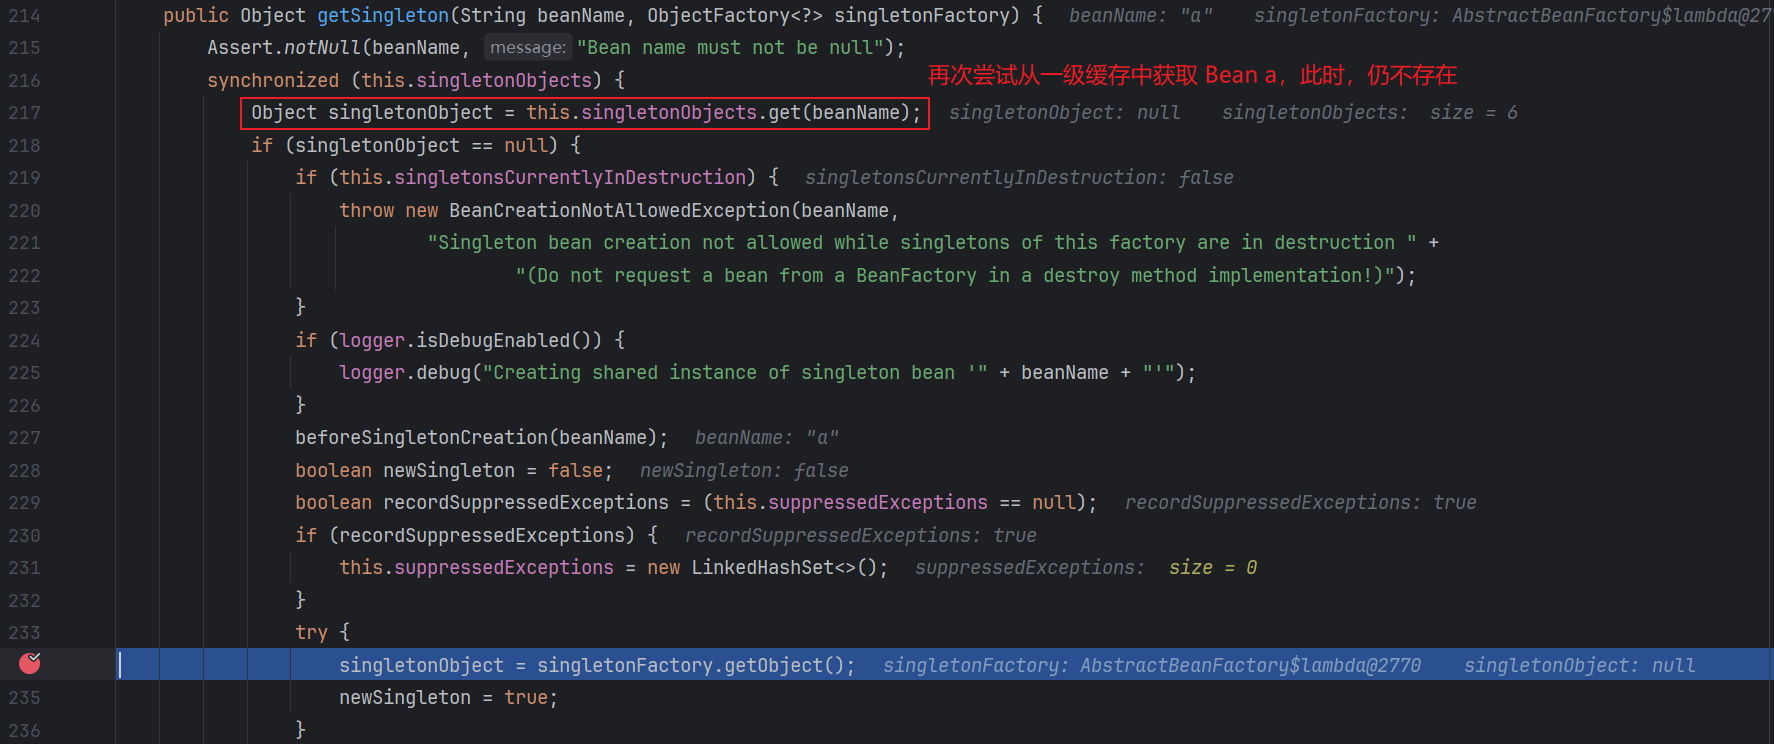 214 public Object getSingleton(String beanName, ObjectFactory<?> singletonFactory) { beanName: "a" singletonFactory: AbstractBeanFactory$lambda@277
215 Assert.notNull(beanName, message: "Bean name must not be null");
216 synchronized (this.singletonObjects) {
再次尝试从一级缓存中获取 Bean a，此时，仍不存在
217 Object singletonObject = this.singletonObjects.get(beanName); singletonObject: null singletonObjects: size = 6
218 if (singletonObject == null) {
219 if (this.singletonsCurrentlyInDestruction) { singletonsCurrentlyInDestruction: false
220 throw new BeanCreationNotAllowedException(beanName,
221 "Singleton bean creation not allowed while singletons of this factory are in destruction " +
222 "(Do not request a bean from a BeanFactory in a destroy method implementation!)");
223 }
224 if (logger.isDebugEnabled()) {
225 logger.debug("Creating shared instance of singleton bean '" + beanName + "'");
226 }
227 beforeSingletonCreation(beanName); beanName: "a"
228 boolean newSingleton = false; newSingleton: false
229 boolean recordSuppressedExceptions = (this.suppressedExceptions == null); recordSuppressedExceptions: true
230 if (recordSuppressedExceptions) { recordSuppressedExceptions: true
231 this.suppressedExceptions = new LinkedHashSet<>(); suppressedExceptions: size = 0
232 }
233 try {
singletonObject = singletonFactory.getObject(); singletonFactory: AbstractBeanFactory$lambda@2770 singletonObject: null
235 newSingleton = true;
236 }